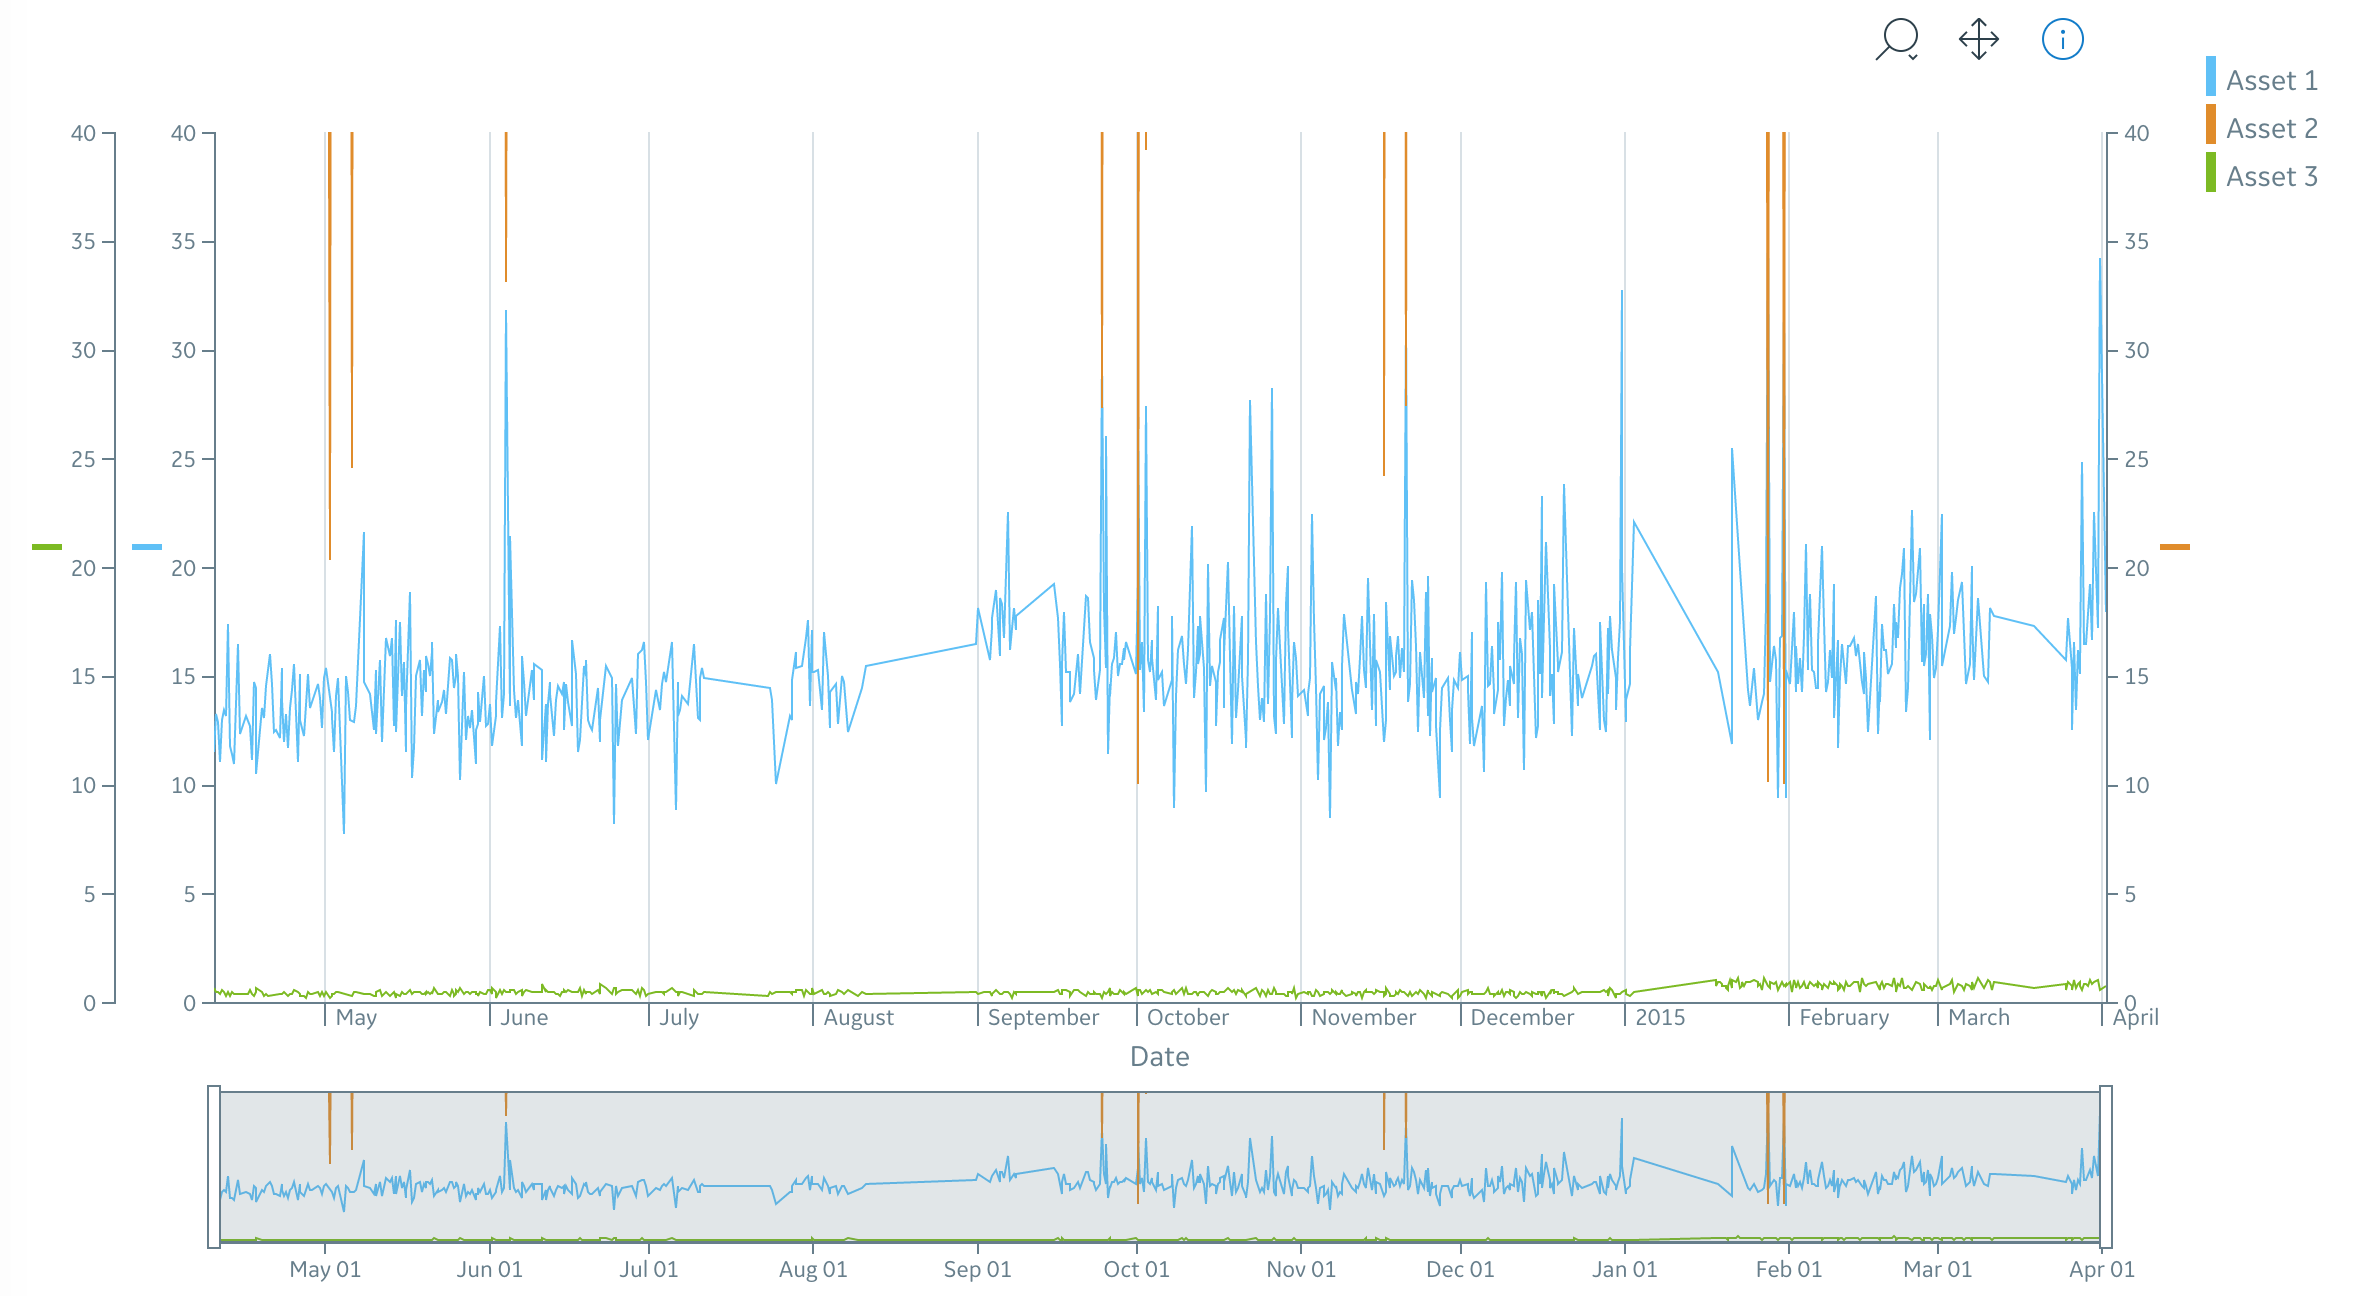 Asset 1
Asset 2
Asset 3
40 40 40
35 35 35
30 30 30
25 25 25
20 20 20
15 15 15
10 10 10
5 5 5
0 0 0
May June July August September October November December 2015 February March April
Date
May 01 Jun 01 Jul 01 Aug 01 Sep 01 Oct 01 Nov 01 Dec 01 Jan 01 Feb 01 Mar 01 Apr 01